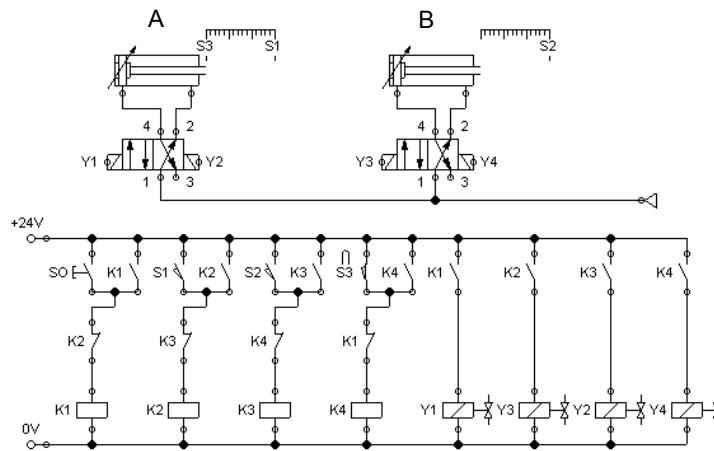 A B
S3 S1 S2
4 2 4 2
Y1 Y2 Y3 Y4
1 3 1 3
+24V
SO K1 S1 K2 S2 K3 S3 K4 K1 K2 K3 K4
K2 K3 K4 K1
K1 K2 K3 K4 Y1 Y3 Y2 Y4
0V